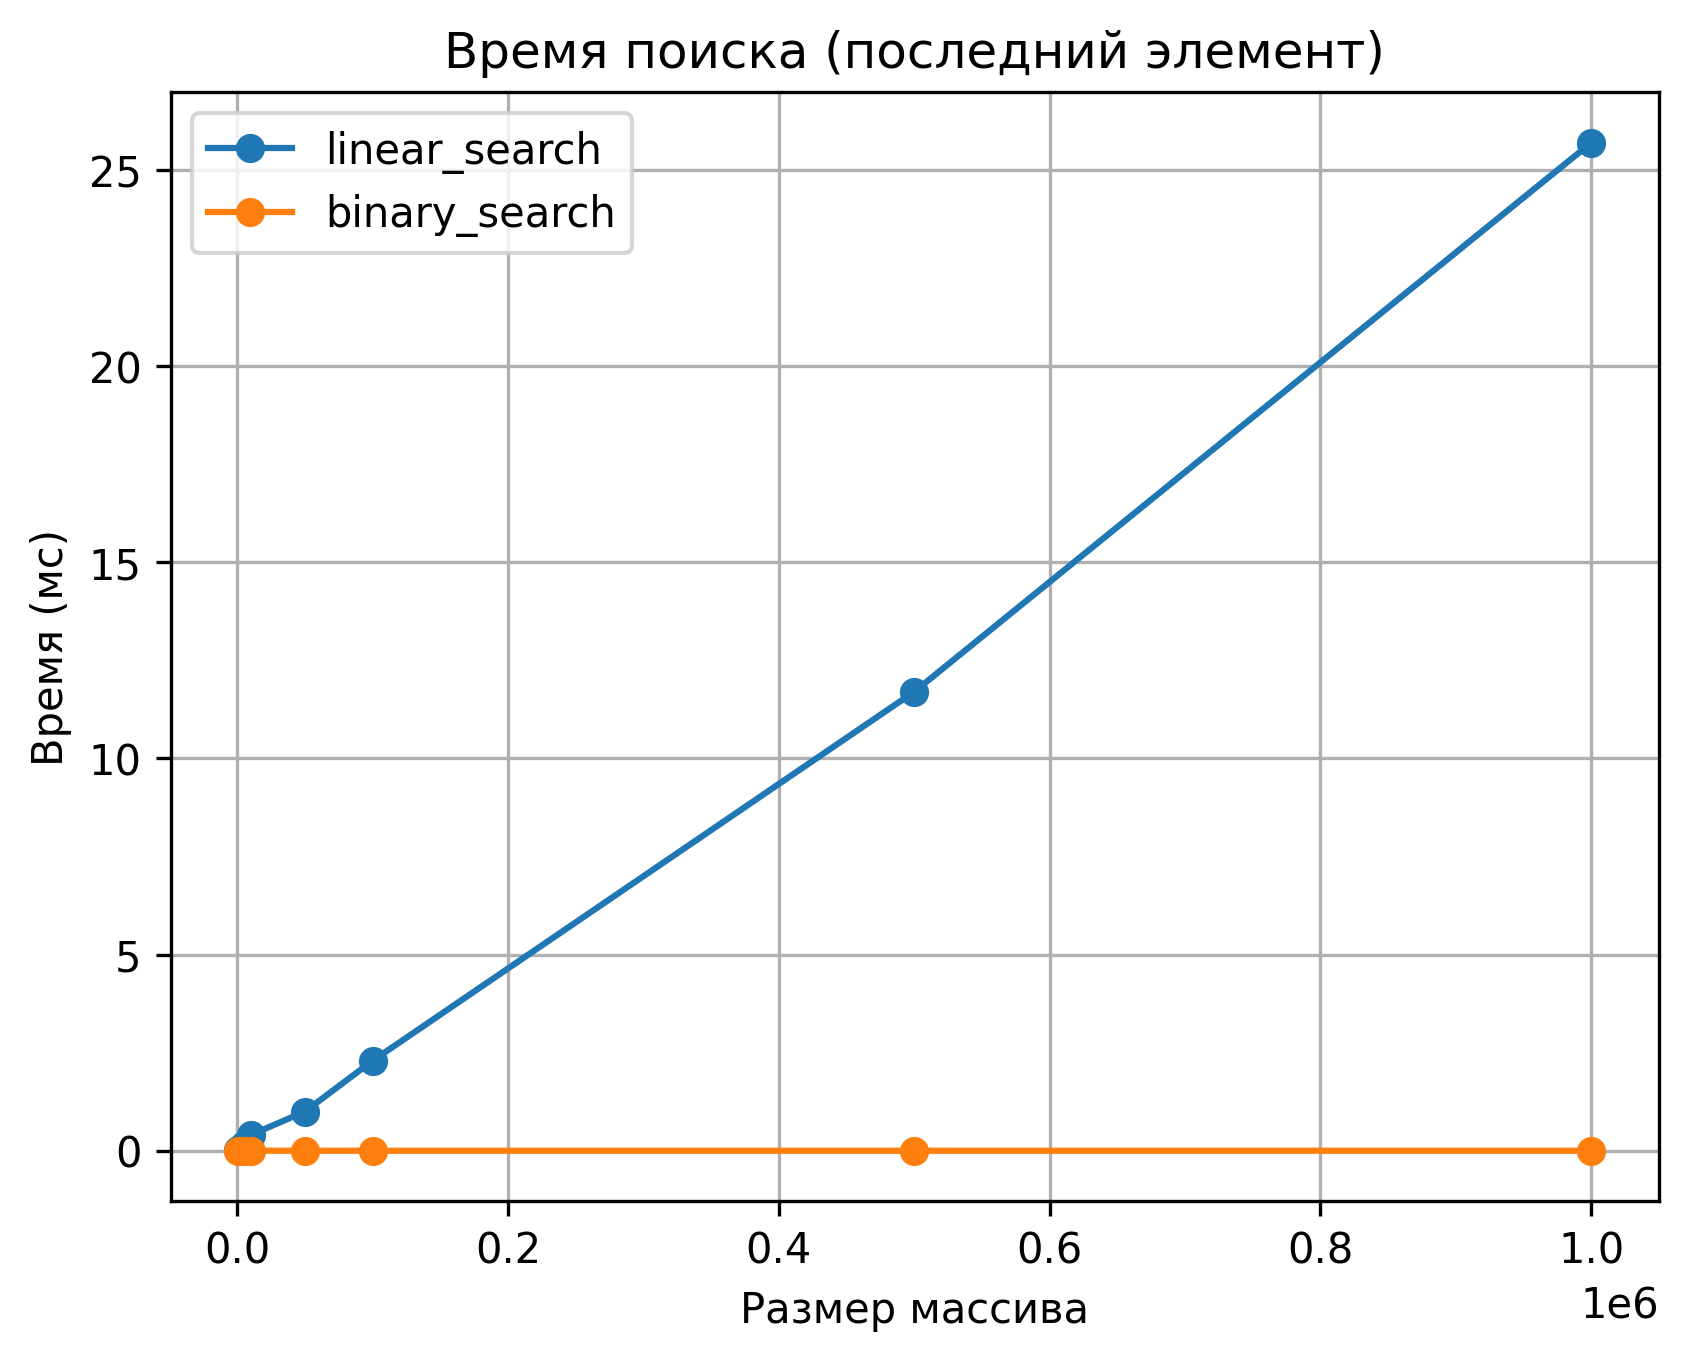 Время поиска (последний элемент)
linear_search
binary_search
25
20
15
10
5
0
Время (мс)
0.0 0.2 0.4 0.6 0.8 1.0
1e6
Размер массива